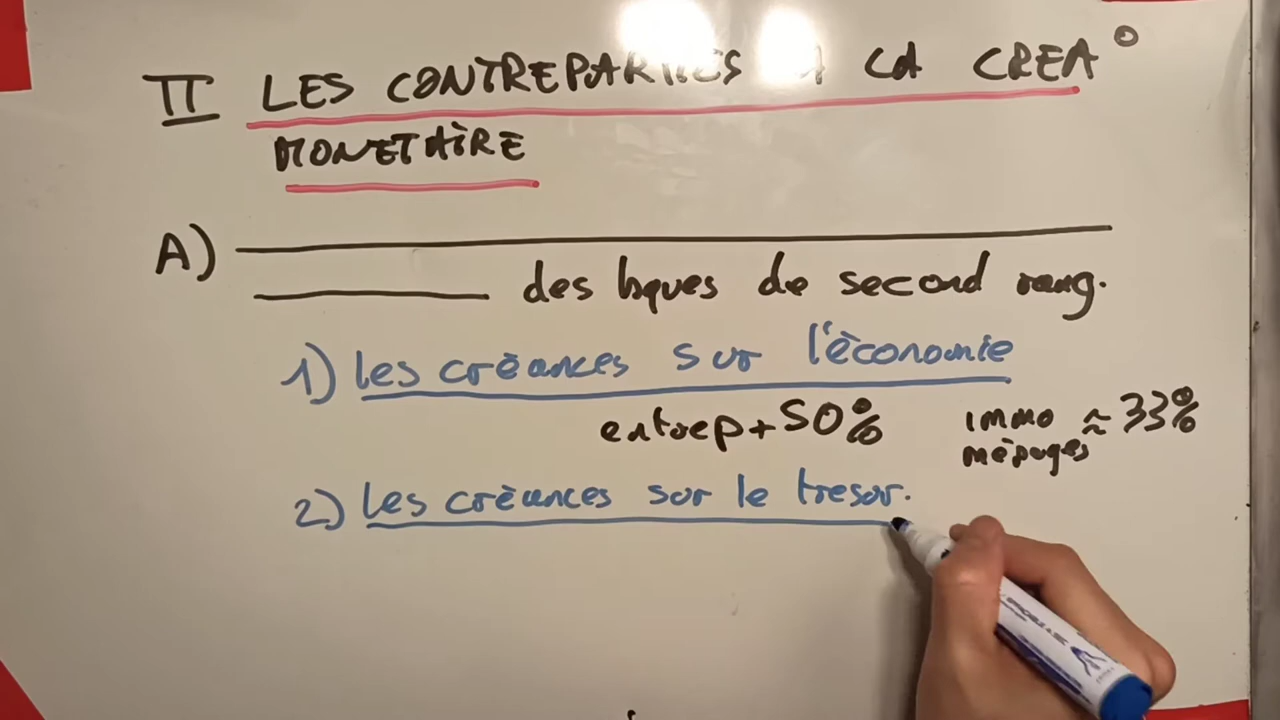 II LES CONTREPARTIES A LA CREA°
MONETAIRE
A)
des bques de second rang.
1) les créances sur l'économie
entrep + 50% immo ≈ 33%
ménages
2) les créances sur le tresor.